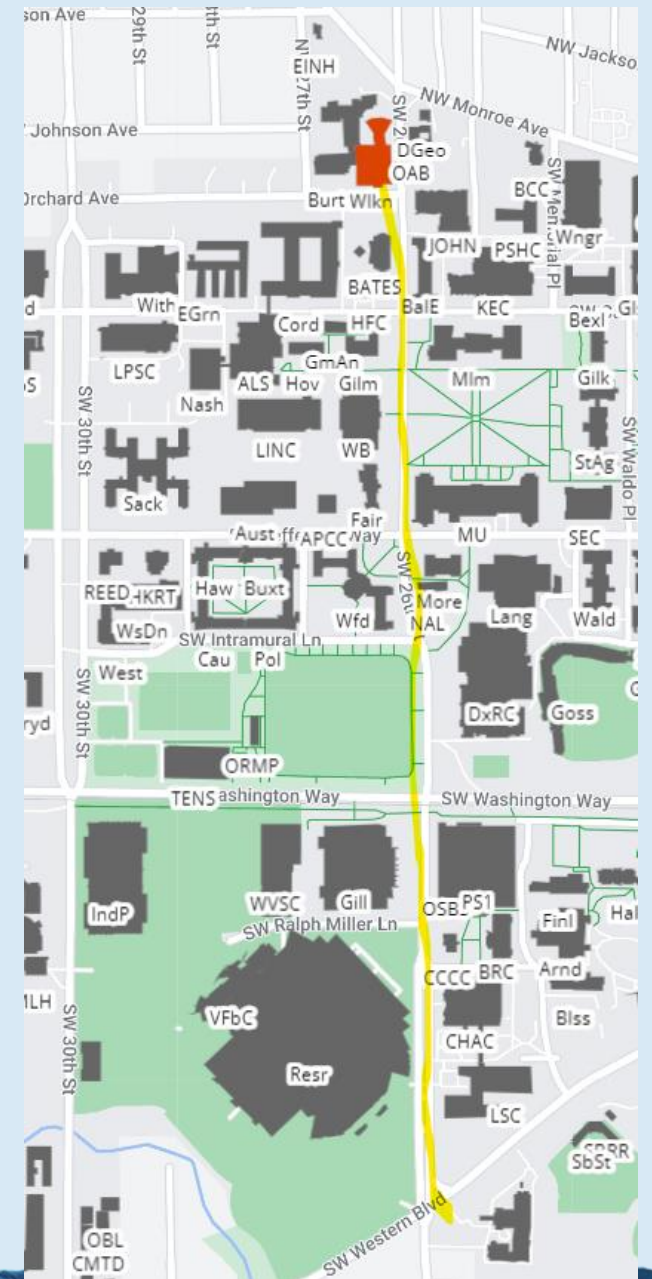 son Ave
29th St
th St
N 27th St
EINH
NW Jackso
NW Monroe Ave
Johnson Ave
SW 2
DGeo
OAB
BCC
SW Memorial Pl
Orchard Ave
Burt Wlkn
JOHN
PSHC
Wngr
BATES
With
EGrn
BalE
KEC
Cord
HFC
Bexl
LPSC
GmAn
ALS
Hov
Gilm
Mlm
Gilk
Nash
SW 30th St
LINC
WB
StAg
SW Waldo Pl
Sack
Fair
Aust
APCC
Way
MU
SEC
REED
HKRT
Haw
Buxt
SW 26t
More
NAL
Lang
Wald
WsDn
Wfd
SW Intramural Ln
West
Cau
Pol
SW 30th St
ryd
DxRC
Goss
ORMP
TENS
ashington Way
SW Washington Way
IndP
WVSC
Gill
OSB
PS1
Finl
Hal
SW Ralph Miller Ln
MLH
CCCC
BRC
Arnd
SW 30th St
VFbC
Blss
CHAC
Resr
LSC
SbSt
SW Western Blvd
OBL
CMTD